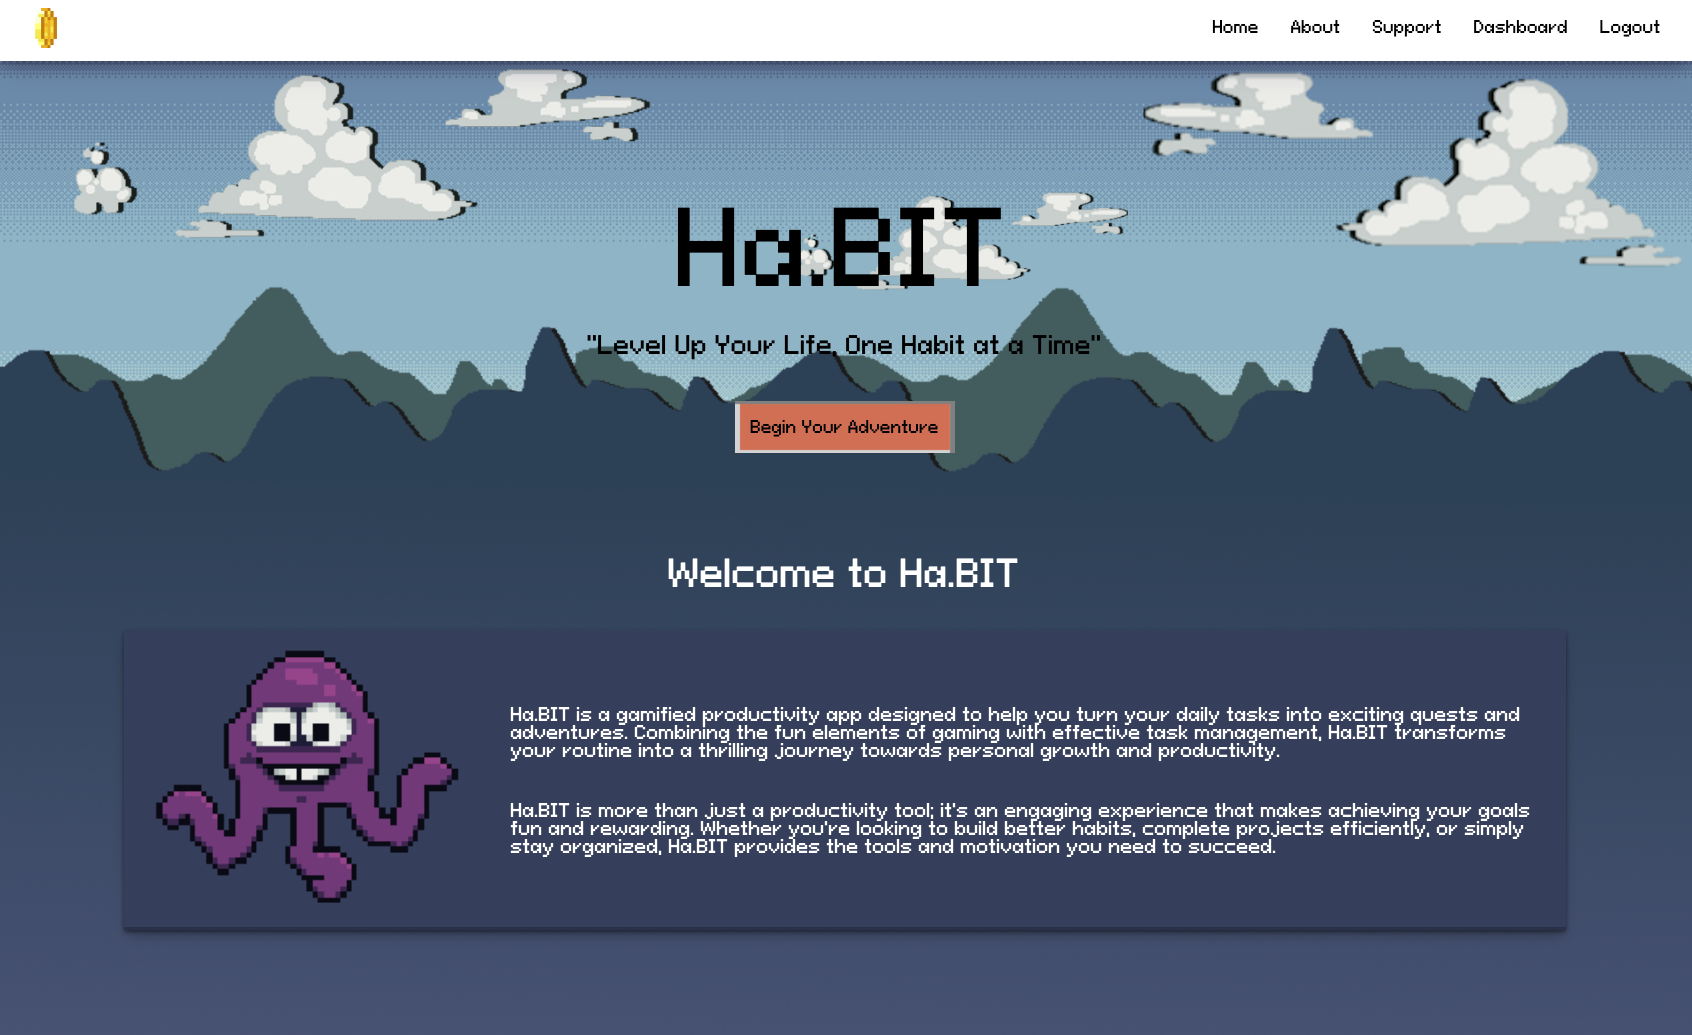 Home About Support Dashboard Logout
Ha.BIT
"Level Up Your Life, One Habit at a Time"
Begin Your Adventure
Welcome to Ha.BIT
Ha.BIT is a gamified productivity app designed to help you turn your daily tasks into exciting quests and
adventures. Combining the fun elements of gaming with effective task management, Ha.BIT transforms
your routine into a thrilling journey towards personal growth and productivity.
Ha.BIT is more than just a productivity tool; it's an engaging experience that makes achieving your goals
fun and rewarding. Whether you're looking to build better habits, complete projects efficiently, or simply
stay organized, Ha.BIT provides the tools and motivation you need to succeed.